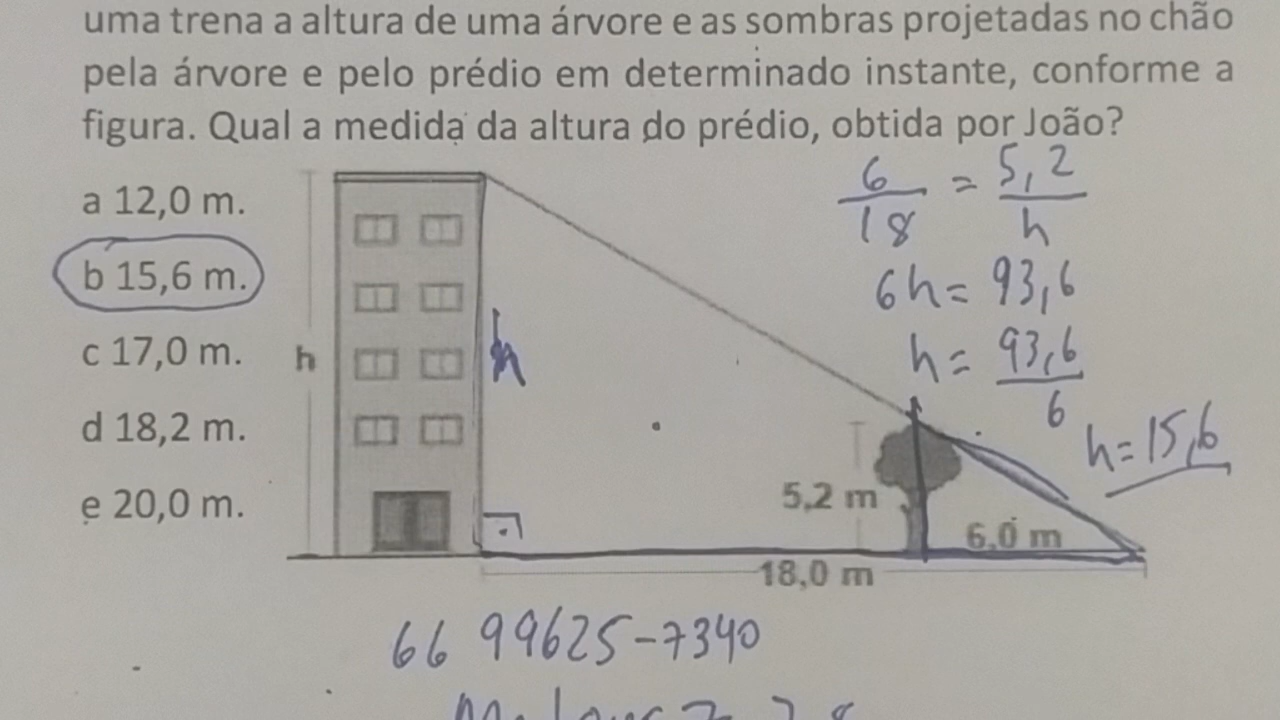 uma trena a altura de uma árvore e as sombras projetadas no chão
pela árvore e pelo prédio em determinado instante, conforme a
figura. Qual a medida da altura do prédio, obtida por João?
a 12,0 m.
b 15,6 m.
c 17,0 m.
d 18,2 m.
e 20,0 m.
h
h
5,2 m
6,0 m
18,0 m
6/18 = 5,2/h
6h = 93,6
h = 93,6/6
h = 15,6
66 99625-7340